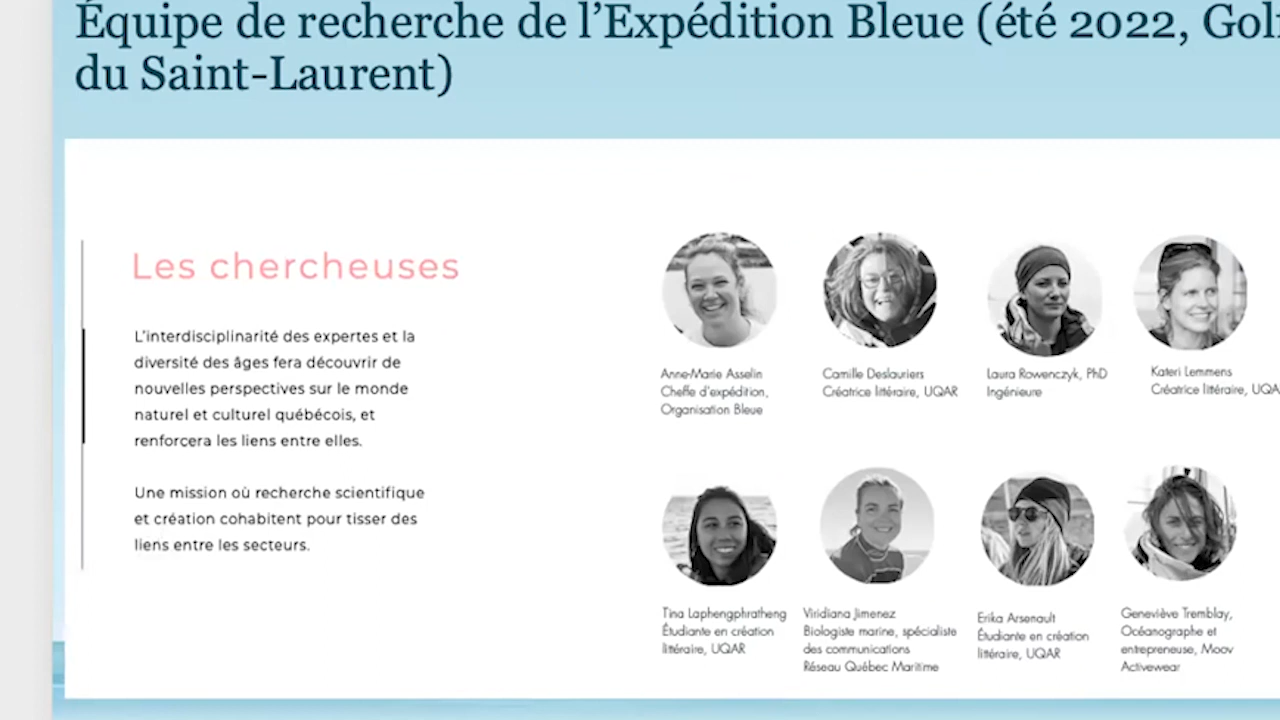 Équipe de recherche de l’Expédition Bleue (été 2022,
du Saint-Laurent)
Les chercheuses
L’interdisciplinarité des expertes et la
diversité des âges fera découvrir de
nouvelles perspectives sur le monde
naturel et culturel québécois, et
renforcera les liens entre elles.
Une mission où recherche scientifique
et création cohabitent pour tisser des
liens entre les secteurs.
Anne-Marie Asselin
Cheffe d'expédition,
Organisation Bleue
Camille Deslauriers
Créatrice littéraire, UQAR
Laura Rowenczyk, PhD
Ingénieure
Kateri Lemmens
Créatrice littéraire,
Tina Laphengphratheng
Étudiante en création
littéraire, UQAR
Viridiana Jimenez
Biologiste marine, spécialiste
des communications
Réseau Québec Maritime
Erika Arsenault
Étudiante en création
littéraire, UQAR
Geneviève Tremblay,
Océanographe et
entrepreneuse, Moov
Activewear